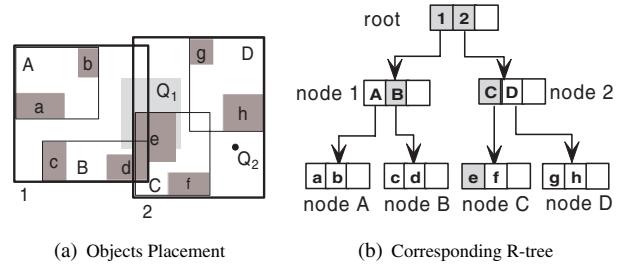 A b g D
Q1
a h
e
Q2
c B d
C f
1 2
root 1 2
node 1 A B C D node 2
a b c d e f g h
node A node B node C node D
(a) Objects Placement (b) Corresponding R-tree